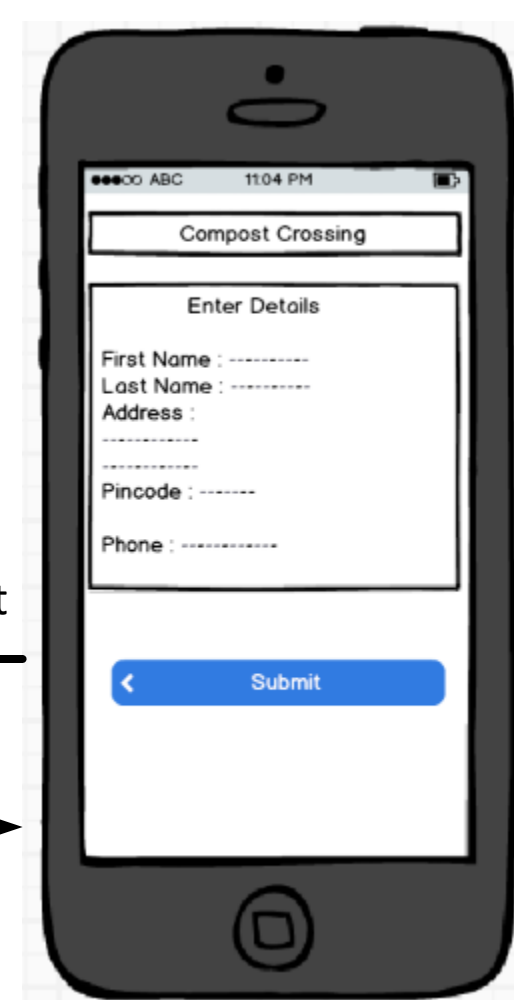 ABC 11:04 PM
Compost Crossing
Enter Details
First Name : ----------
Last Name : ----------
Address :
------------
------------
Pincode : -------
Phone : ------------
t
Submit